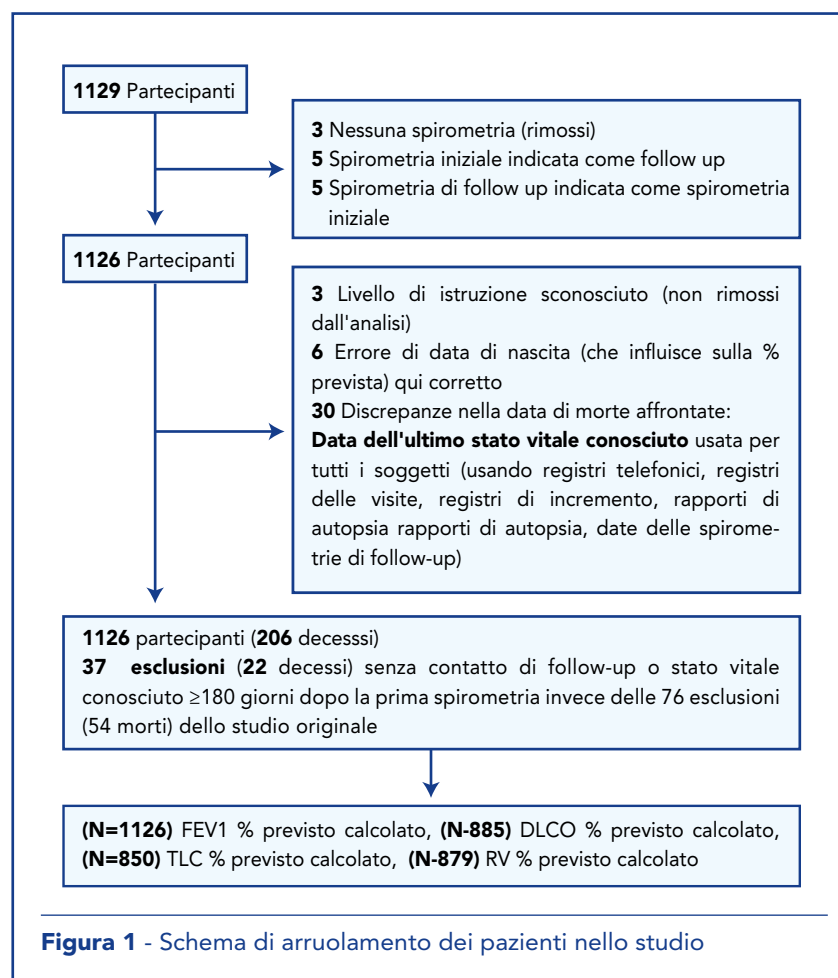 1129 Partecipanti
3 Nessuna spirometria (rimossi)
5 Spirometria iniziale indicata come follow up
5 Spirometria di follow up indicata come spirometria
iniziale
1126 Partecipanti
3 Livello di istruzione sconosciuto (non rimossi
dall'analisi)
6 Errore di data di nascita (che influisce sulla %
prevista) qui corretto
30 Discrepanze nella data di morte affrontate:
Data dell'ultimo stato vitale conosciuto usata per
tutti i soggetti (usando registri telefonici, registri
delle visite, registri di incremento, rapporti di
autopsia rapporti di autopsia, date delle spirome-
trie di follow-up)
1126 partecipanti (206 decesssi)
37 esclusioni (22 decessi) senza contatto di follow-up o stato vitale
conosciuto ≥180 giorni dopo la prima spirometria invece delle 76 esclusioni
(54 morti) dello studio originale
(N=1126) FEV1 % previsto calcolato, (N-885) DLCO % previsto calcolato,
(N=850) TLC % previsto calcolato, (N-879) RV % previsto calcolato
Figura 1 - Schema di arruolamento dei pazienti nello studio